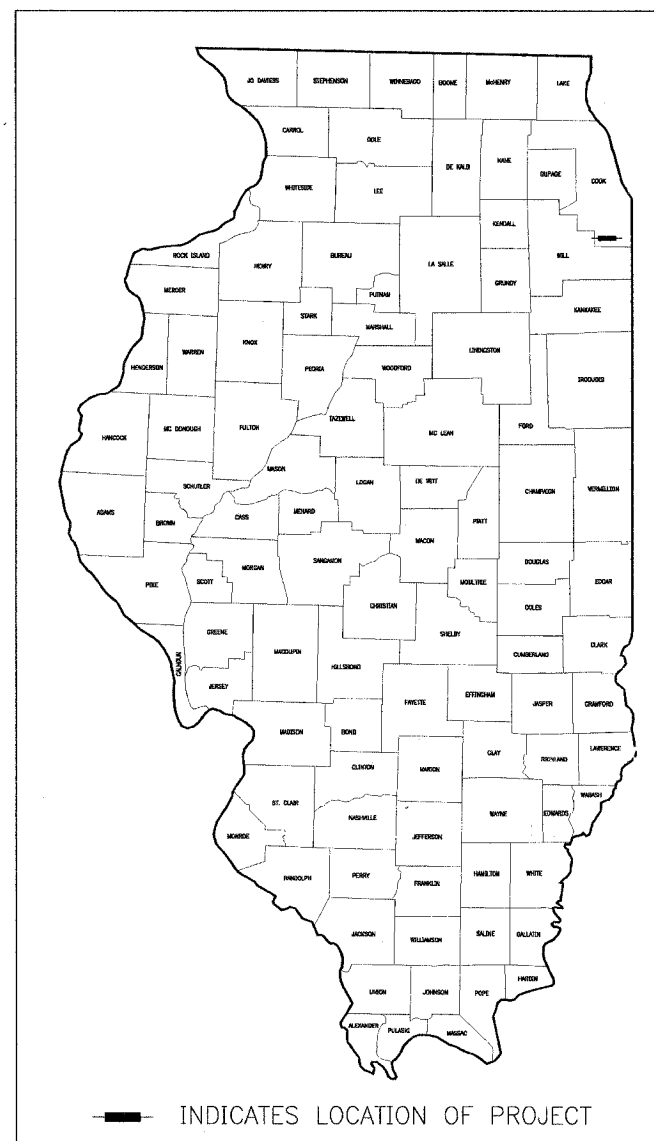 JO DAVIESS STEPHENSON WINNEBAGO BOONE McHENRY LAKE
CARROL OGLE DE KALB KANE DUPAGE COOK
WHITESIDE LEE
KENDALL
ROCK ISLAND HENRY BUREAU LA SALLE GRUNDY WILL
MERCER PUTNAM KANKAKEE
STARK MARSHALL
HENDERSON WARREN KNOX PEORIA WOODFORD LIVINGSTON IROQUOIS
HANCOCK MC DONOUGH FULTON TAZEWELL MC LEAN FORD
MASON
ADAMS SCHUYLER LOGAN DE WITT CHAMPAIGN VERMILLION
BROWN CASS MENARD MACON PIATT
PIKE SCOTT MORGAN SANGAMON MOULTRIE DOUGLAS EDGAR
CHRISTIAN COLES
CALHOUN GREENE MACOUPIN HILLSBORO SHELBY CUMBERLAND CLARK
JERSEY FAYETTE EFFINGHAM JASPER CRAWFORD
MADISON BOND CLAY RICHLAND LAWRENCE
CLINTON MARION
ST. CLAIR NASHVILLE WAYNE EDWARDS WABASH
MONROE JEFFERSON
RANDOLPH PERRY FRANKLIN HAMILTON WHITE
JACKSON WILLIAMSON SALINE GALLATIN
UNION JOHNSON POPE HARDIN
ALEXANDER PULASKI MASSAC
INDICATES LOCATION OF PROJECT